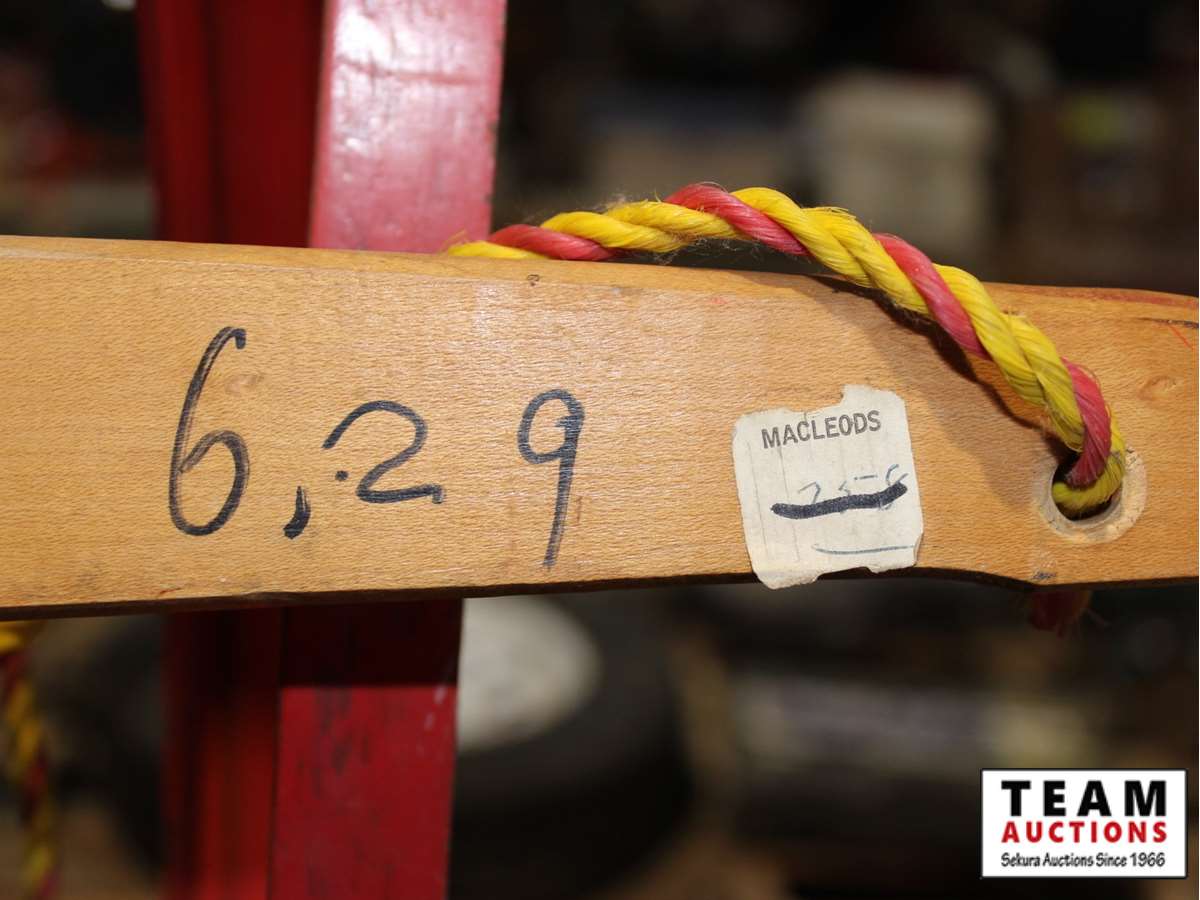 6,29
MACLEODS
TEAM
AUCTIONS
Sekura Auctions Since 1966